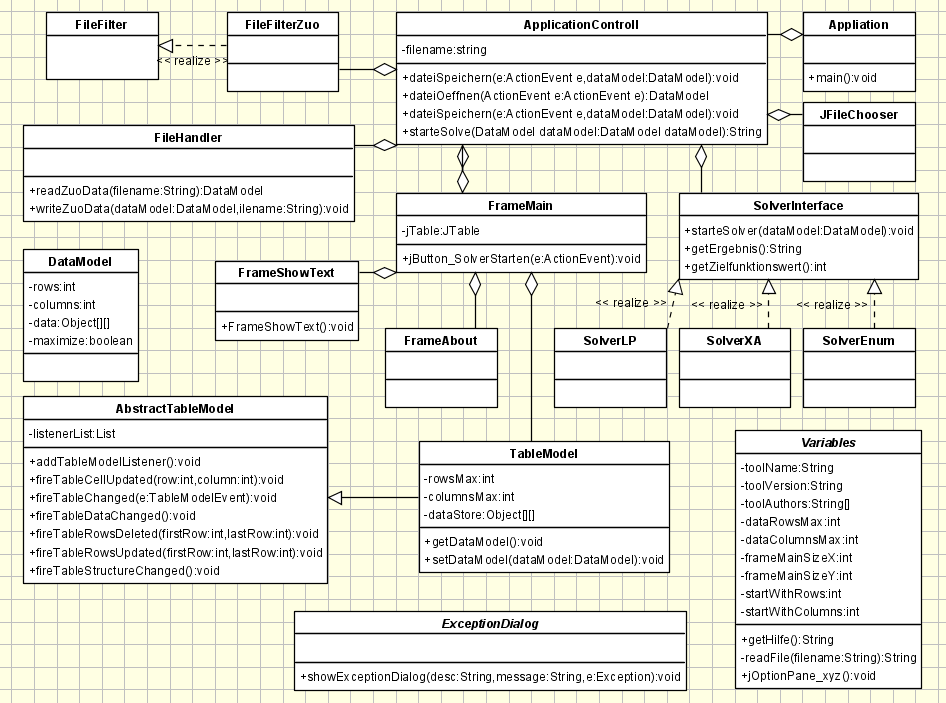 FileFilter
FileFilterZuo
<< realize >>
ApplicationControll
-filename:string
+dateiSpeichern(e:ActionEvent e,dataModel:DataModel):void
+dateiOeffnen(ActionEvent e:ActionEvent e):DataModel
+dateiSpeichern(e:ActionEvent e,dataModel:DataModel):void
+starteSolve(DataModel dataModel:DataModel dataModel):String
Appliation
+main():void
JFileChooser
FileHandler
+readZuoData(filename:String):DataModel
+writeZuoData(dataModel:DataModel,ilename:String):void
FrameMain
-jTable:JTable
+jButton_SolverStarten(e:ActionEvent):void
SolverInterface
+starteSolver(dataModel:DataModel):void
+getErgebnis():String
+getZielfunktionswert():int
DataModel
-rows:int
-columns:int
-data:Object[][]
-maximize:boolean
FrameShowText
+FrameShowText():void
<< realize >>
<< realize >>
<< realize >>
FrameAbout
SolverLP
SolverXA
SolverEnum
AbstractTableModel
-listenerList:List
+addTableModelListener():void
+fireTableCellUpdated(row:int,column:int):void
+fireTableChanged(e:TableModelEvent):void
+fireTableDataChanged():void
+fireTableRowsDeleted(firstRow:int,lastRow:int):void
+fireTableRowsUpdated(firstRow:int,lastRow:int):void
+fireTableStructureChanged():void
TableModel
-rowsMax:int
-columnsMax:int
-dataStore:Object[][]
+getDataModel():void
+setDataModel(dataModel:DataModel):void
Variables
-toolName:String
-toolVersion:String
-toolAuthors:String[]
-dataRowsMax:int
-dataColumnsMax:int
-frameMainSizeX:int
-frameMainSizeY:int
-startWithRows:int
-startWithColumns:int
+getHilfe():String
-readFile(filename:String):String
+jOptionPane_xyz():void
ExceptionDialog
+showExceptionDialog(desc:String,message:String,e:Exception):void